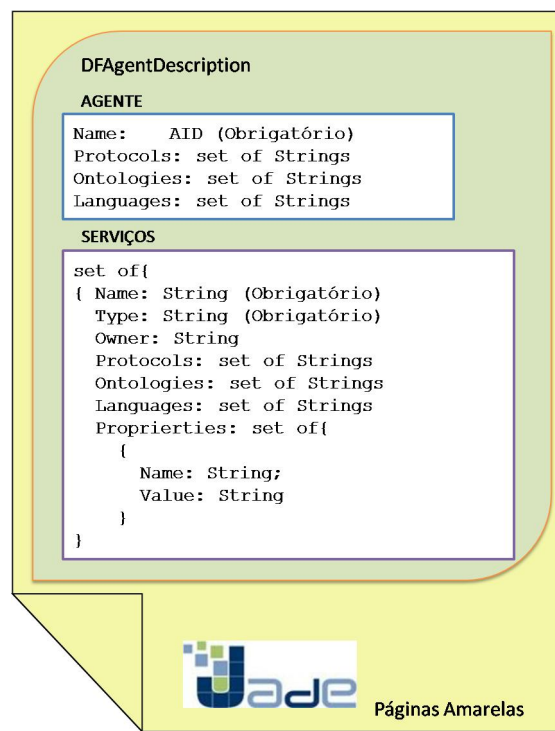 DFAgentDescription
AGENTE
Name: AID (Obrigatório)
Protocols: set of Strings
Ontologies: set of Strings
Languages: set of Strings
SERVIÇOS
set of{
{ Name: String (Obrigatório)
Type: String (Obrigatório)
Owner: String
Protocols: set of Strings
Ontologies: set of Strings
Languages: set of Strings
Proprierties: set of{
{
Name: String;
Value: String
}
}
Jade
Páginas Amarelas